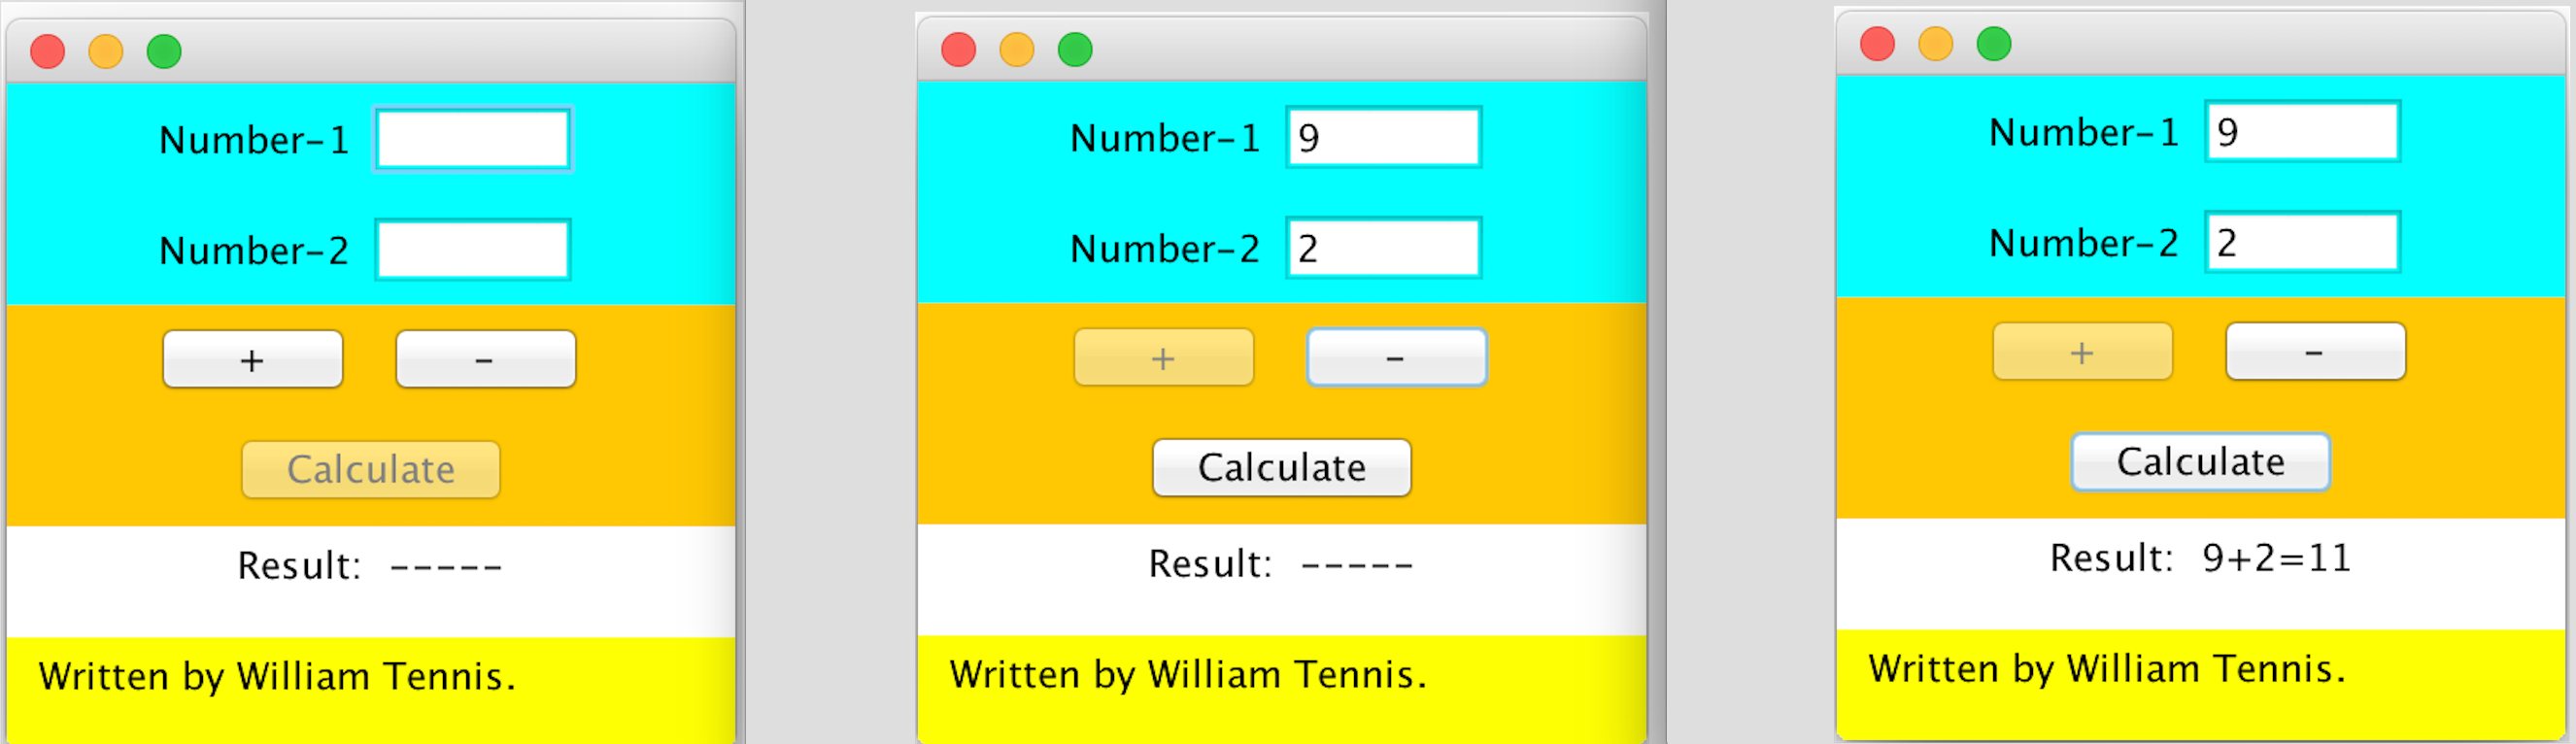 Number-1
Number-2
+ -
Calculate
Result: -----
Written by William Tennis.
Number-1 9
Number-2 2
+ -
Calculate
Result: -----
Written by William Tennis.
Number-1 9
Number-2 2
+ -
Calculate
Result: 9+2=11
Written by William Tennis.